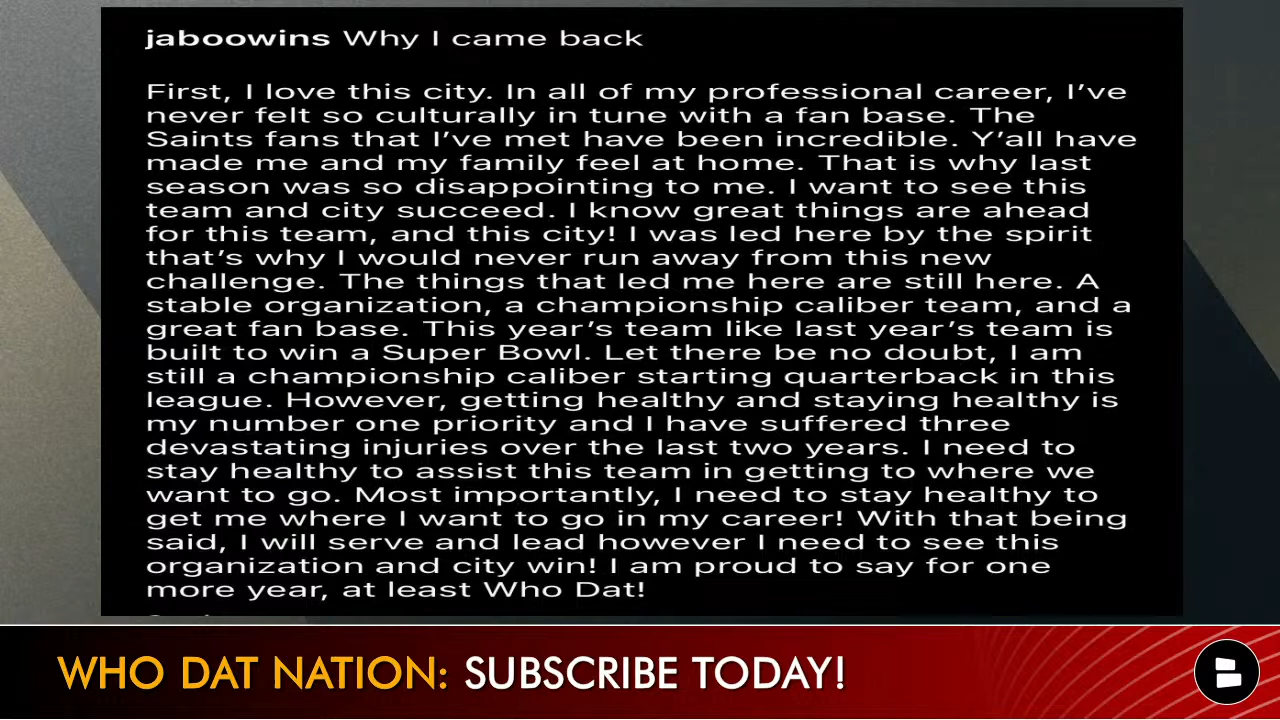 jaboowins Why I came back
First, I love this city. In all of my professional career, I've
never felt so culturally in tune with a fan base. The
Saints fans that I've met have been incredible. Y'all have
made me and my family feel at home. That is why last
season was so disappointing to me. I want to see this
team and city succeed. I know great things are ahead
for this team, and this city! I was led here by the spirit
that's why I would never run away from this new
challenge. The things that led me here are still here. A
stable organization, a championship caliber team, and a
great fan base. This year's team like last year's team is
built to win a Super Bowl. Let there be no doubt, I am
still a championship caliber starting quarterback in this
league. However, getting healthy and staying healthy is
my number one priority and I have suffered three
devastating injuries over the last two years. I need to
stay healthy to assist this team in getting to where we
want to go. Most importantly, I need to stay healthy to
get me where I want to go in my career! With that being
said, I will serve and lead however I need to see this
organization and city win! I am proud to say for one
more year, at least Who Dat!
WHO DAT NATION: SUBSCRIBE TODAY!